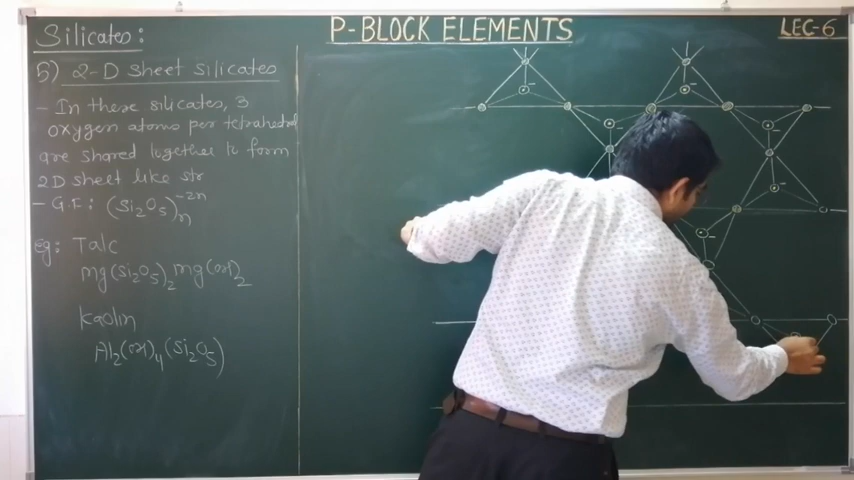 Silicates:
P-BLOCK ELEMENTS
LEC-6
5) 2-D sheet silicates
- In these silicates, 3
oxygen atoms per tetrahedral
are shared together to form
2D sheet like str
- G.F: (Si₂O₅)ₙ⁻²ⁿ
eg: Talc
Mg(Si₂O₅)₂Mg(OH)₂
Kaolin
Al₂(OH)₄(Si₂O₅)